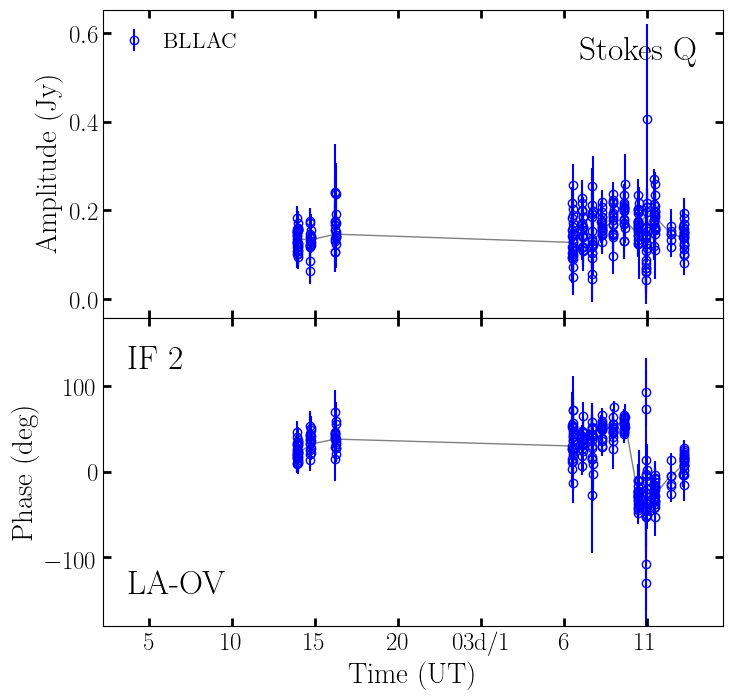 BLLAC
Stokes Q
0.6
0.4
0.2
0.0
Amplitude (Jy)
IF 2
100
0
−100
Phase (deg)
LA-OV
5 10 15 20 03d/1 6 11
Time (UT)